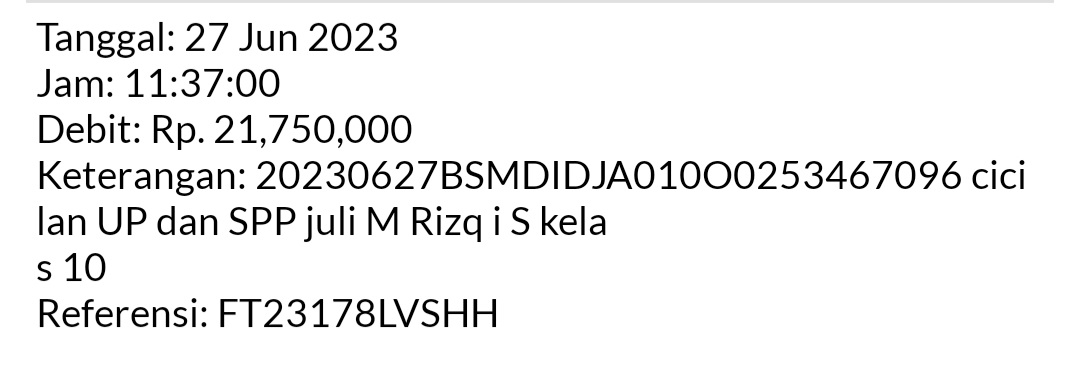 Tanggal: 27 Jun 2023
Jam: 11:37:00
Debit: Rp. 21,750,000
Keterangan: 20230627BSMDIDJA010O0253467096 cici
lan UP dan SPP juli M Rizq i S kela
s 10
Referensi: FT23178LVSHH